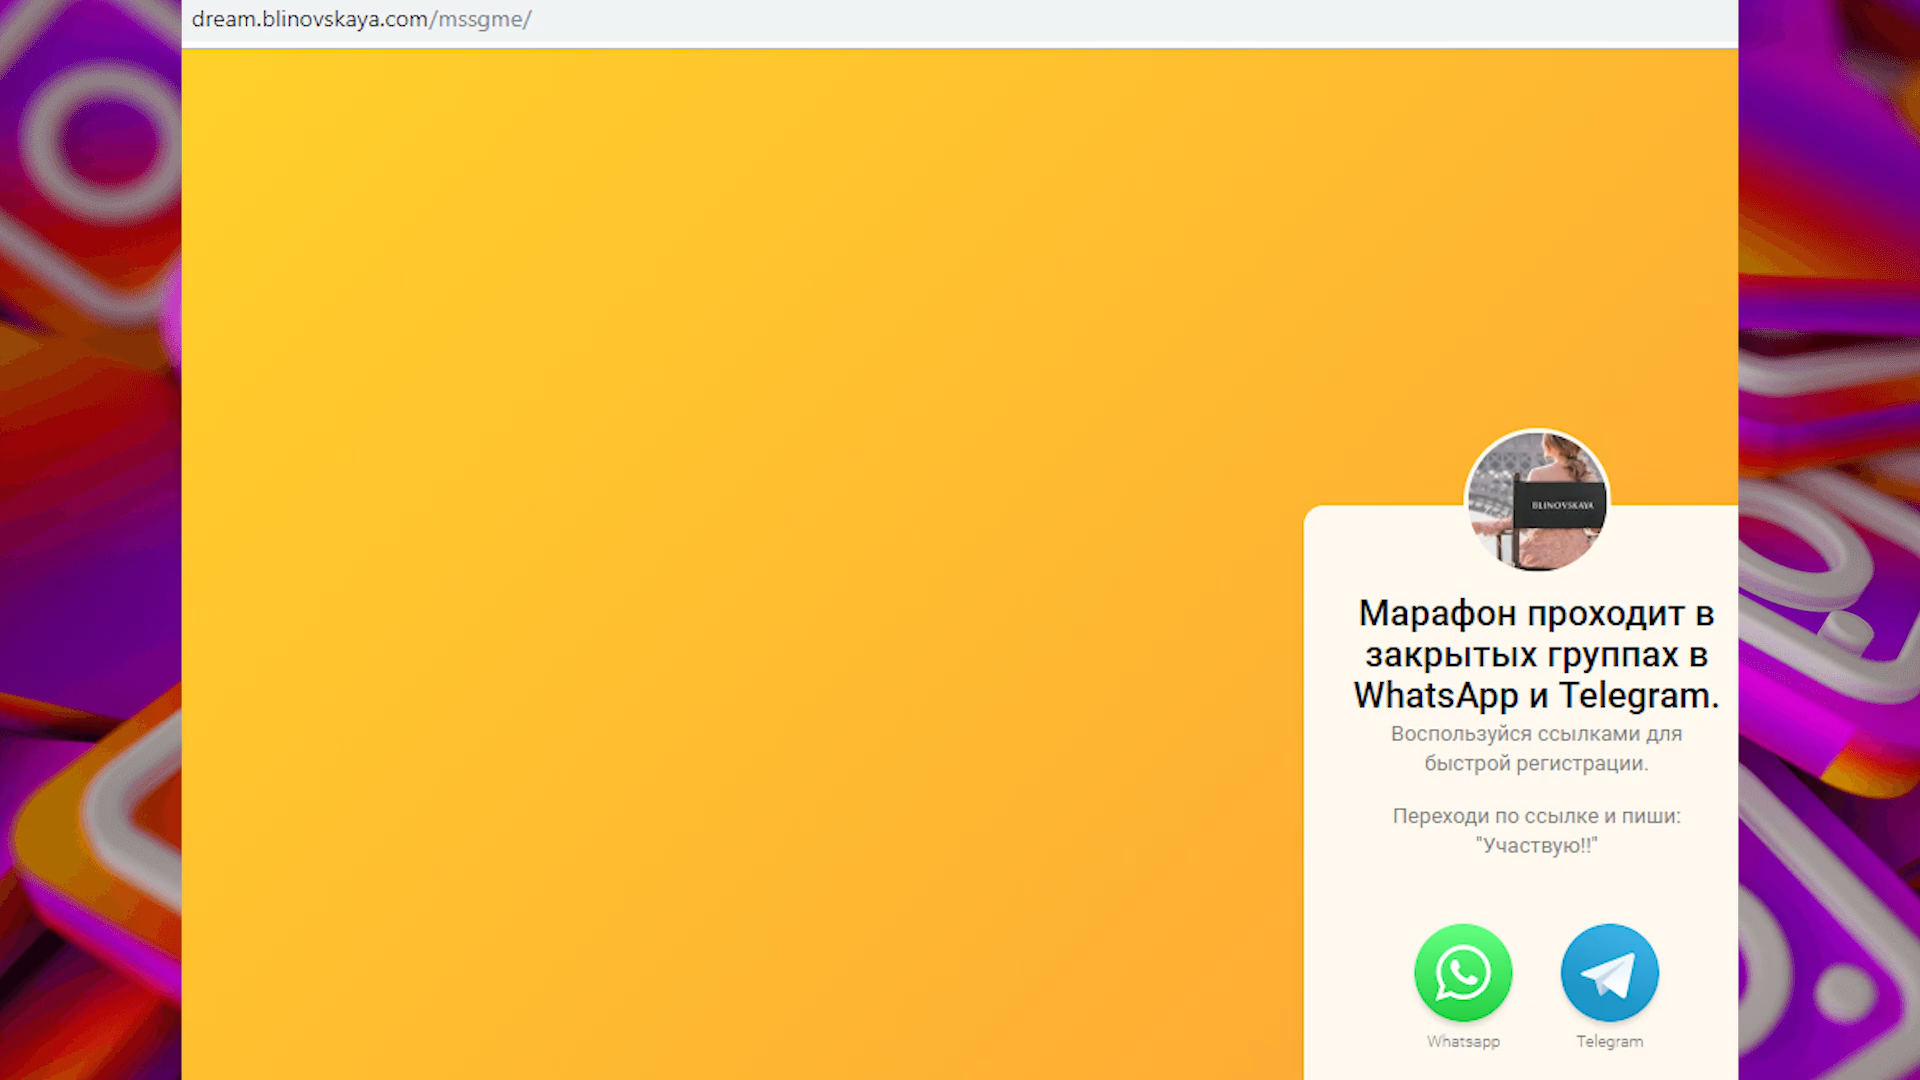 dream.blinovskaya.com/mssgme/
BLINOVSKAYA
Марафон проходит в
закрытых группах в
WhatsApp и Telegram.
Воспользуйся ссылками для
быстрой регистрации.
Переходи по ссылке и пиши:
"Участвую!!"
Whatsapp
Telegram